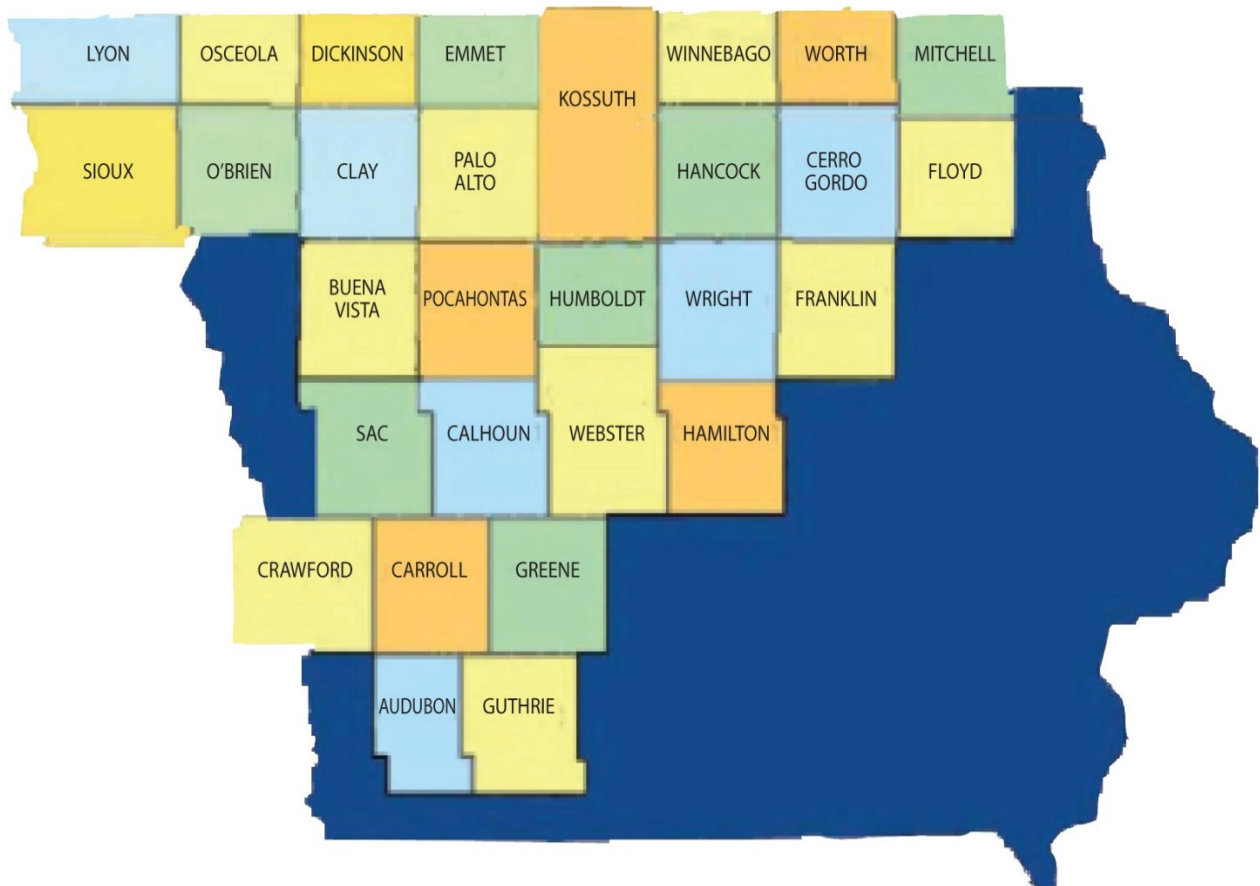 LYON
OSCEOLA
DICKINSON
EMMET
KOSSUTH
WINNEBAGO
WORTH
MITCHELL
SIOUX
O'BRIEN
CLAY
PALO
ALTO
HANCOCK
CERRO
GORDO
FLOYD
BUENA
VISTA
POCAHONTAS
HUMBOLDT
WRIGHT
FRANKLIN
SAC
CALHOUN
WEBSTER
HAMILTON
CRAWFORD
CARROLL
GREENE
AUDUBON
GUTHRIE